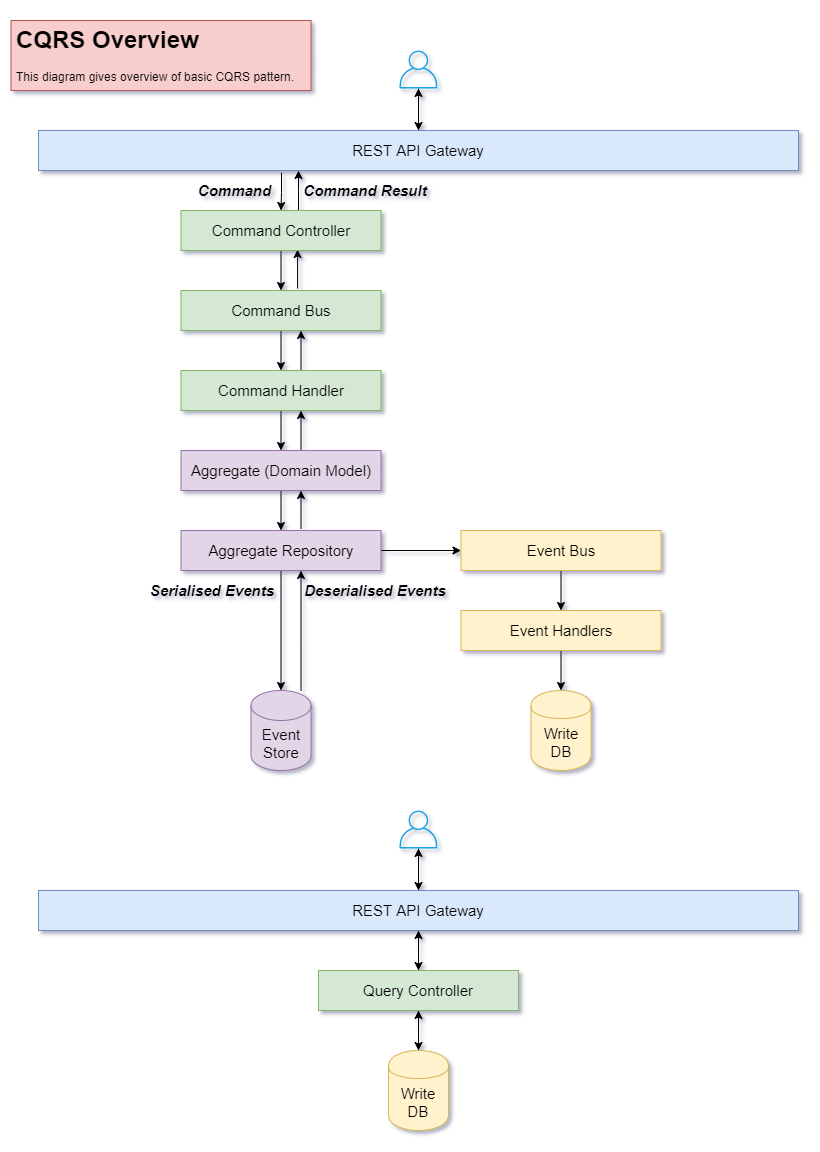 CQRS Overview
This diagram gives overview of basic CQRS pattern.
REST API Gateway
Command
Command Result
Command Controller
Command Bus
Command Handler
Aggregate (Domain Model)
Aggregate Repository
Event Bus
Serialised Events
Deserialised Events
Event Handlers
Event
Store
Write
DB
REST API Gateway
Query Controller
Write
DB